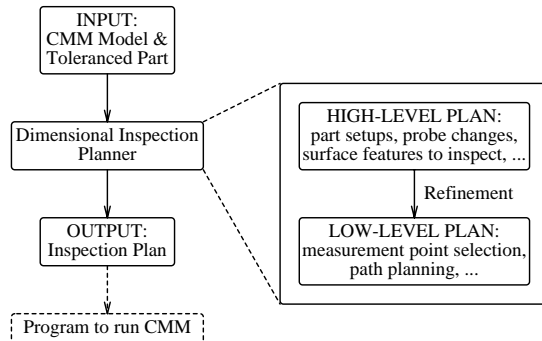 INPUT:
CMM Model &
Toleranced Part
Dimensional Inspection
Planner
OUTPUT:
Inspection Plan
Program to run CMM
HIGH-LEVEL PLAN:
part setups, probe changes,
surface features to inspect, ...
Refinement
LOW-LEVEL PLAN:
measurement point selection,
path planning, ...